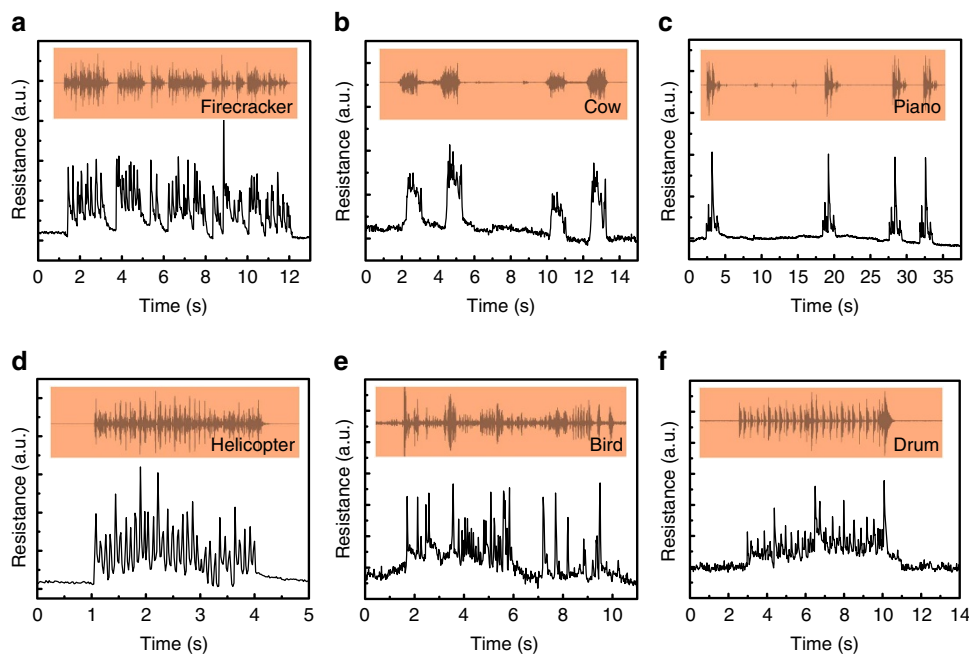 a
Firecracker
Resistance (a.u.)
0 2 4 6 8 10 12
Time (s)
b
Cow
Resistance (a.u.)
0 2 4 6 8 10 12 14
Time (s)
c
Piano
Resistance (a.u.)
0 5 10 15 20 25 30 35
Time (s)
d
Helicopter
Resistance (a.u.)
0 1 2 3 4 5
Time (s)
e
Bird
Resistance (a.u.)
0 2 4 6 8 10
Time (s)
f
Drum
Resistance (a.u.)
0 2 4 6 8 10 12 14
Time (s)